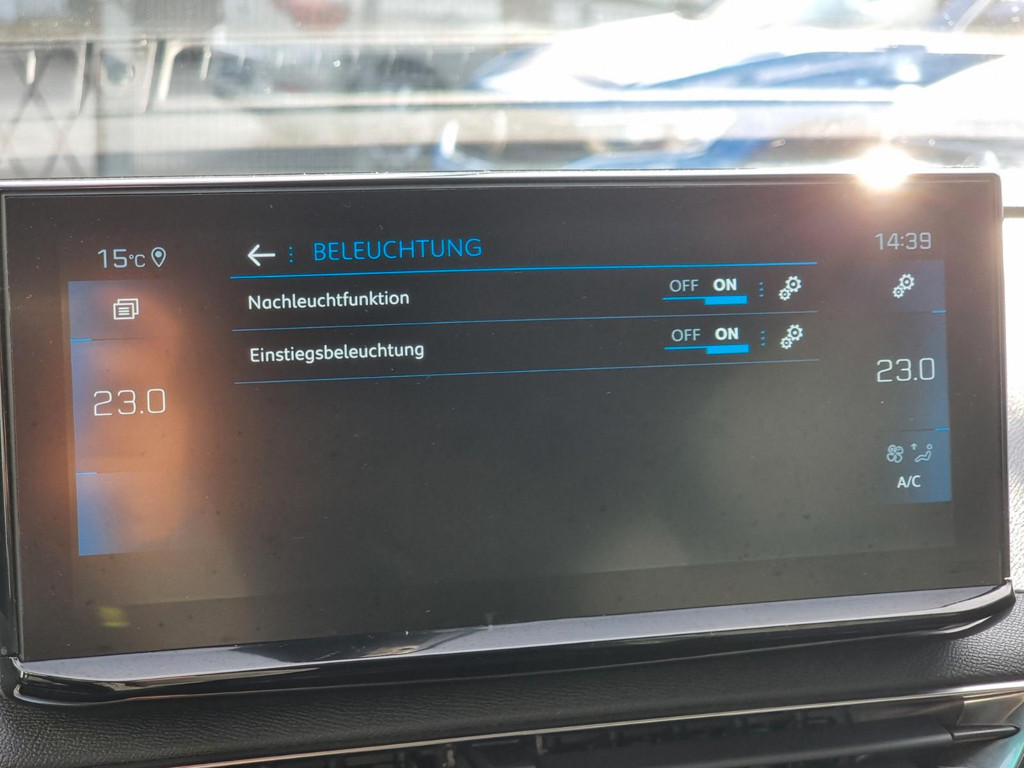 15°C
BELEUCHTUNG
14:39
Nachleuchtfunktion OFF ON
Einstiegsbeleuchtung OFF ON
23.0
23.0
A/C